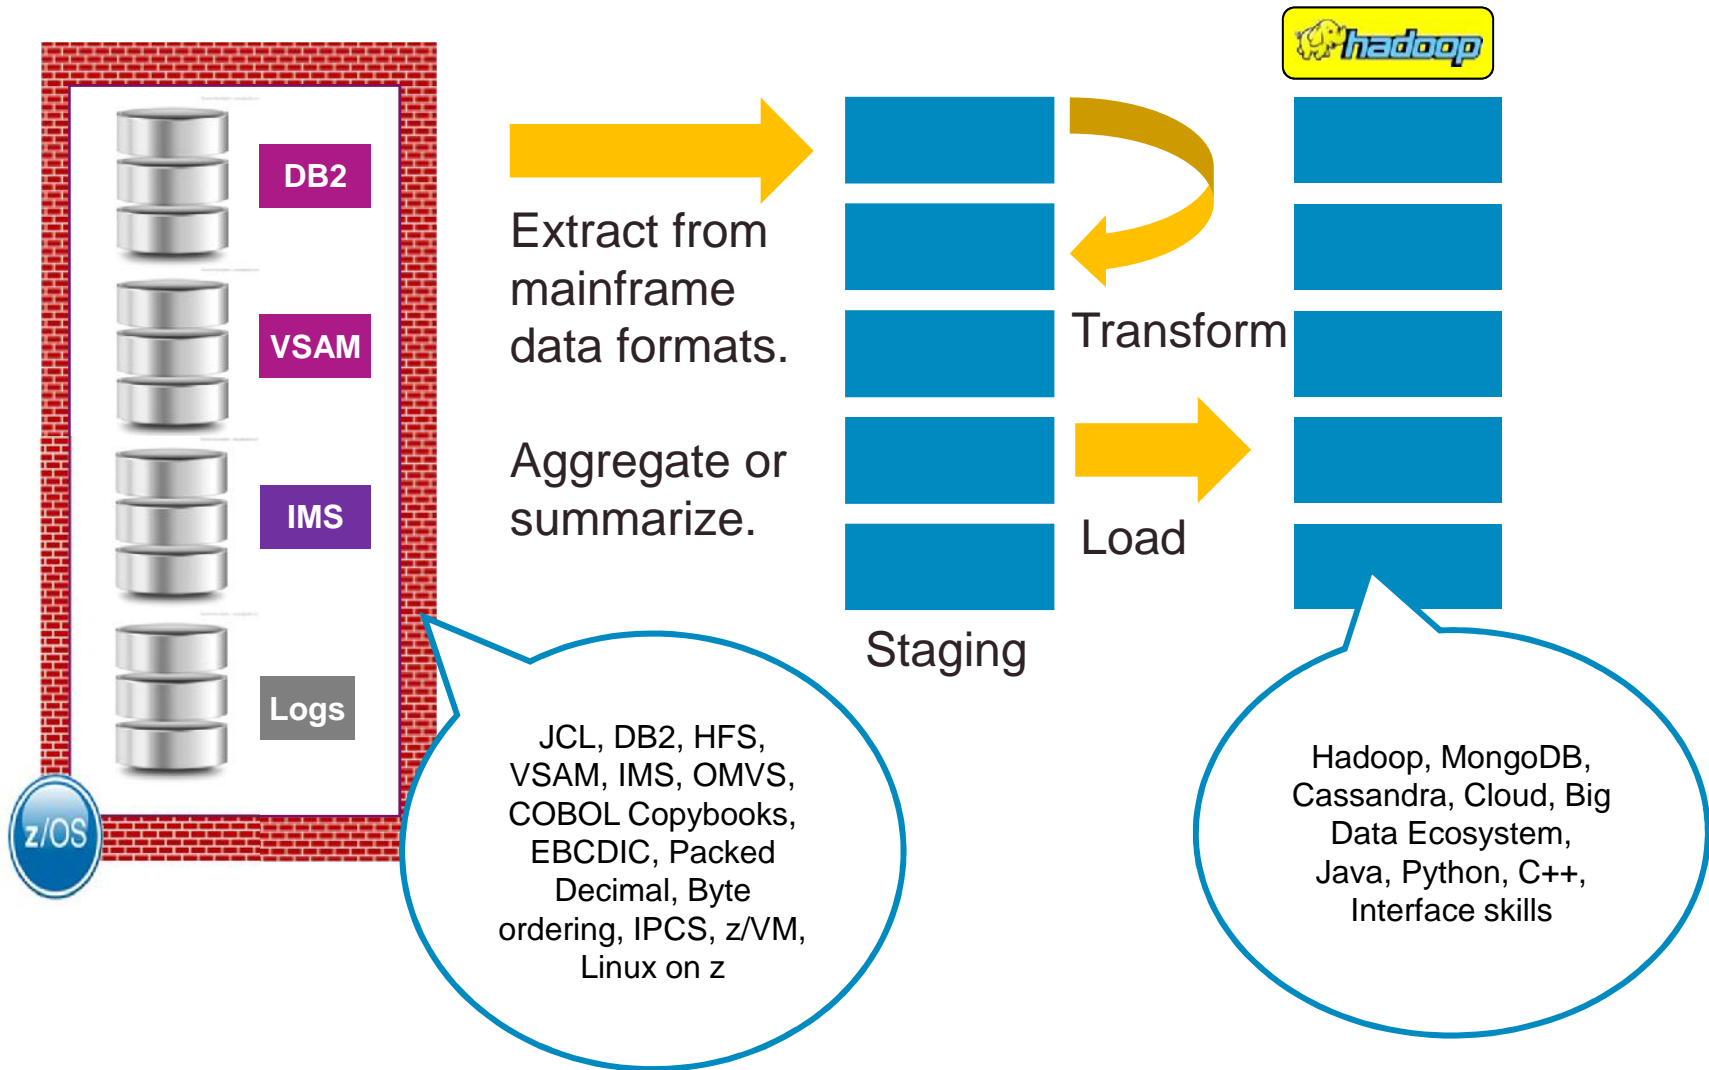 hadoop
DB2
VSAM
IMS
Logs
z/OS
Extract from
mainframe
data formats.
Aggregate or
summarize.
Staging
Transform
Load
JCL, DB2, HFS,
VSAM, IMS, OMVS,
COBOL Copybooks,
EBCDIC, Packed
Decimal, Byte
ordering, IPCS, z/VM,
Linux on z
Hadoop, MongoDB,
Cassandra, Cloud, Big
Data Ecosystem,
Java, Python, C++,
Interface skills